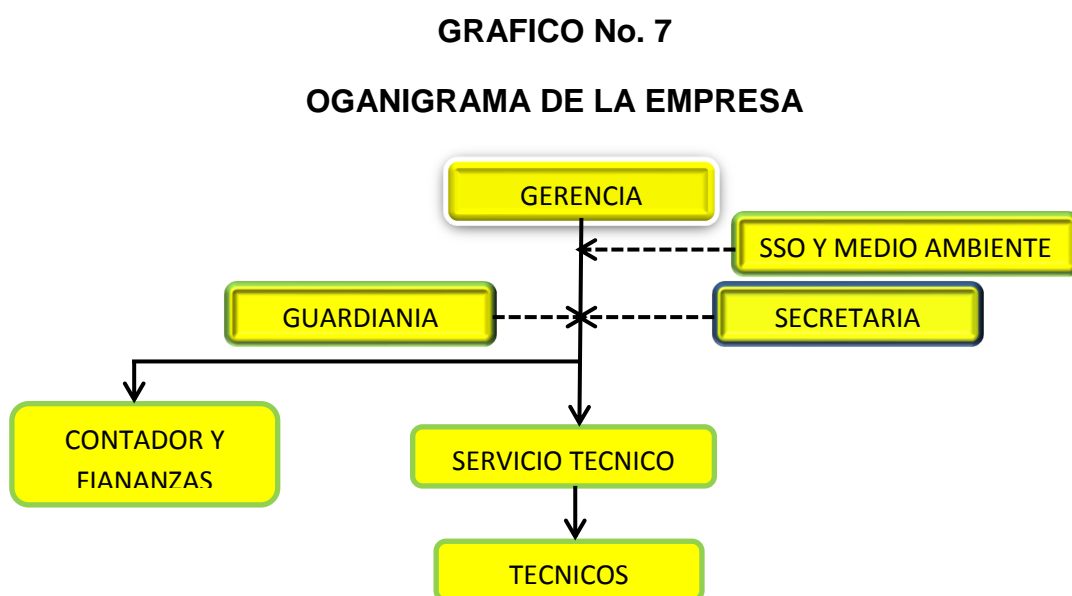 GRAFICO No. 7
OGANIGRAMA DE LA EMPRESA
GERENCIA
SSO Y MEDIO AMBIENTE
GUARDIANIA
SECRETARIA
CONTADOR Y
FIANANZAS
SERVICIO TECNICO
TECNICOS